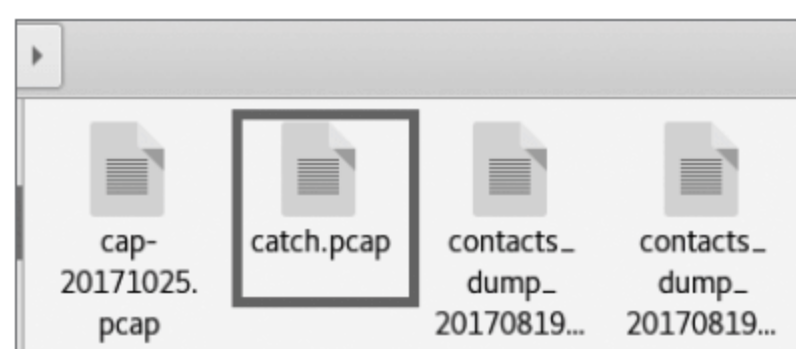 cap-
20171025.
pcap
catch.pcap
contacts_
dump_
20170819...
contacts_
dump_
20170819...